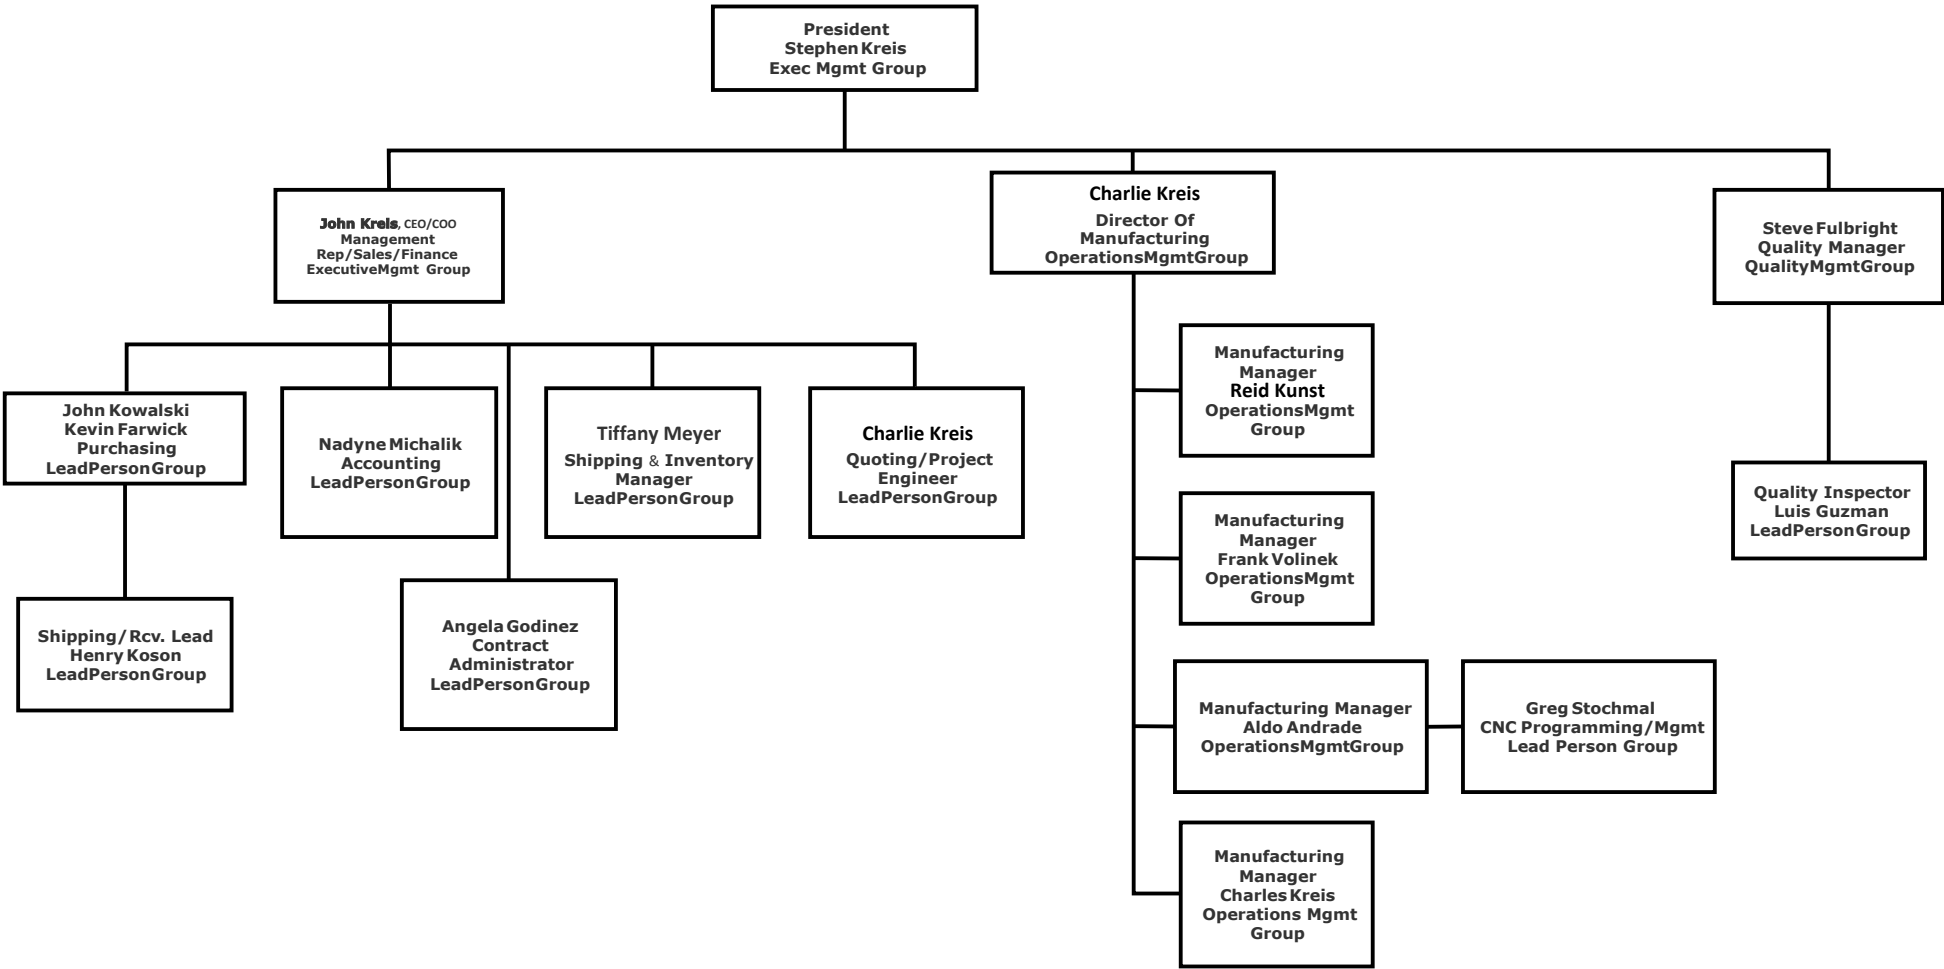 President
Stephen Kreis
Exec Mgmt Group
John Kreis, CEO/COO
Management
Rep/Sales/Finance
ExecutiveMgmt Group
Charlie Kreis
Director Of
Manufacturing
OperationsMgmtGroup
Steve Fulbright
Quality Manager
QualityMgmtGroup
John Kowalski
Kevin Farwick
Purchasing
LeadPersonGroup
Nadyne Michalik
Accounting
LeadPersonGroup
Tiffany Meyer
Shipping & Inventory
Manager
LeadPersonGroup
Charlie Kreis
Quoting/Project
Engineer
LeadPersonGroup
Shipping/Rcv. Lead
Henry Koson
LeadPersonGroup
Angela Godinez
Contract
Administrator
LeadPersonGroup
Manufacturing
Manager
Reid Kunst
OperationsMgmt
Group
Manufacturing
Manager
Frank Volinek
OperationsMgmt
Group
Manufacturing Manager
Aldo Andrade
OperationsMgmtGroup
Greg Stochmal
CNC Programming/Mgmt
Lead Person Group
Manufacturing
Manager
Charles Kreis
Operations Mgmt
Group
Quality Inspector
Luis Guzman
LeadPersonGroup